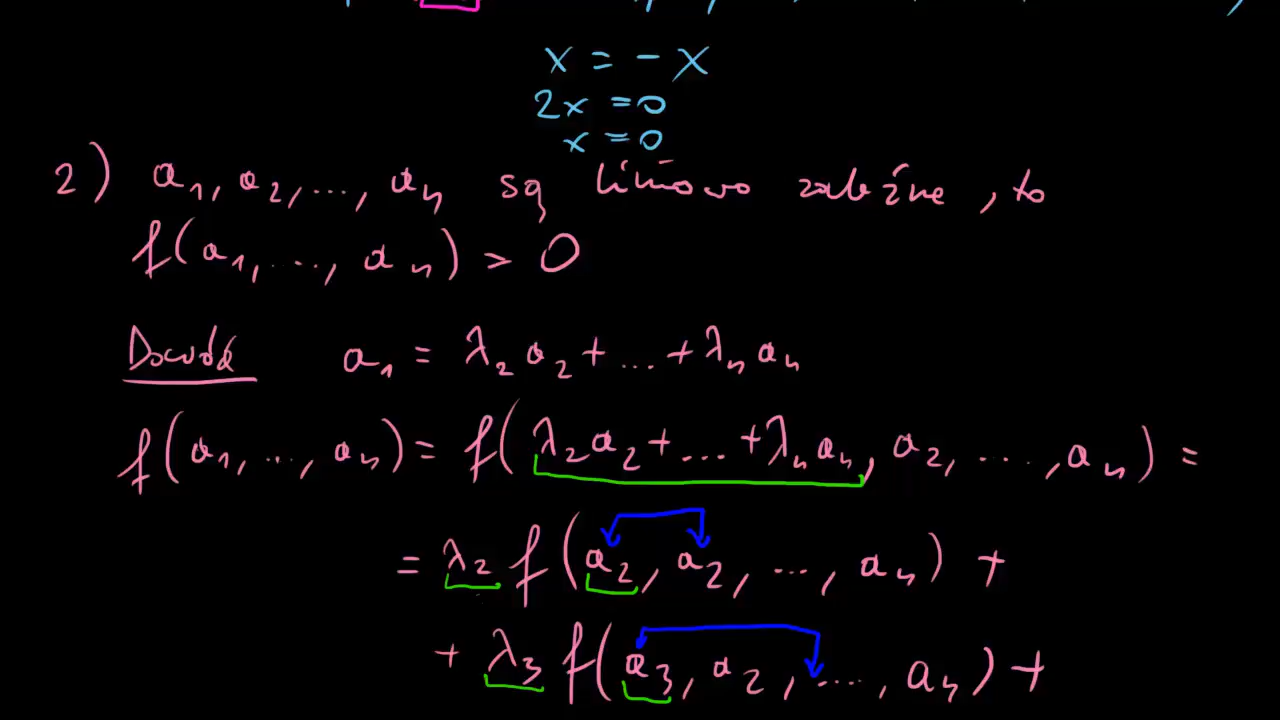 x = - x
2x = 0
x = 0
2) a₁, a₂, ..., aₙ są liniowo zależne, to
f(a₁, ..., aₙ) = 0
Dowód a₁ = λ₂a₂ + ... + λₙaₙ
f(a₁, ..., aₙ) = f(λ₂a₂ + ... + λₙaₙ, a₂, ..., aₙ) =
= λ₂ f(a₂, a₂, ..., aₙ) +
+ λ₃ f(a₃, a₂, ..., aₙ) +